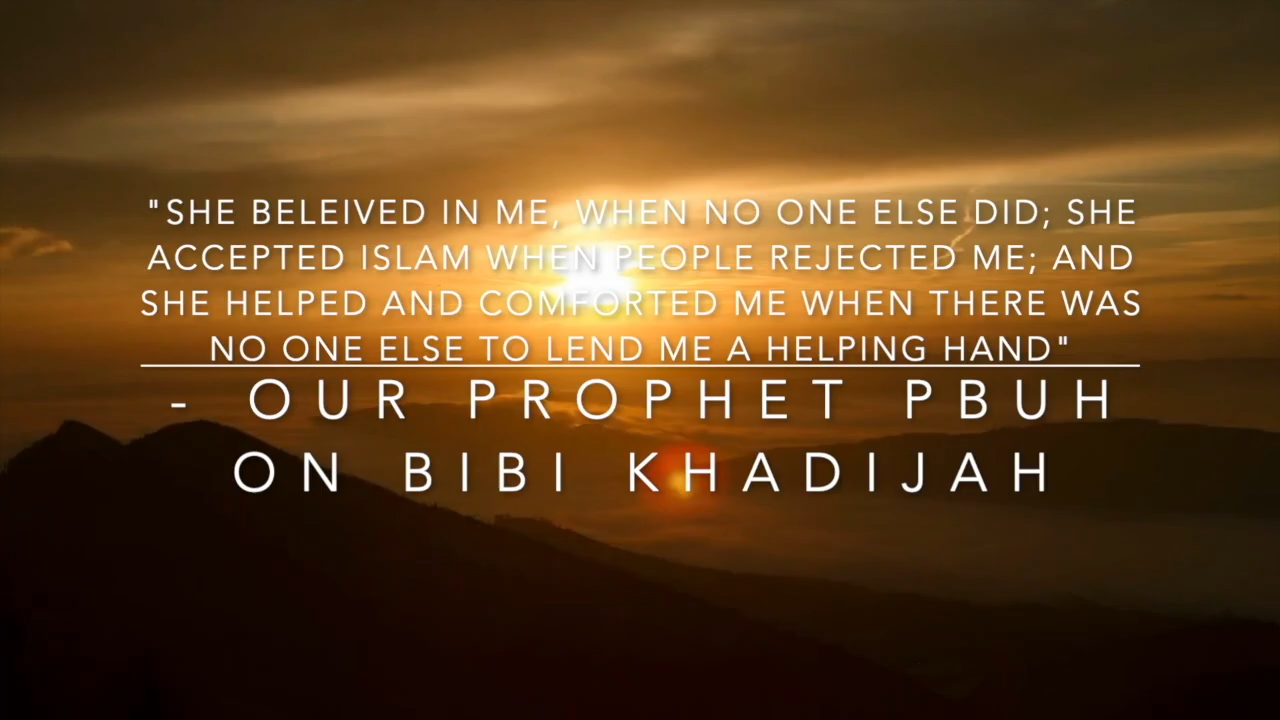 "SHE BELEIVED IN ME, WHEN NO ONE ELSE DID; SHE
ACCEPTED ISLAM WHEN PEOPLE REJECTED ME; AND
SHE HELPED AND COMFORTED ME WHEN THERE WAS
NO ONE ELSE TO LEND ME A HELPING HAND"
- OUR PROPHET PBUH
ON BIBI KHADIJAH